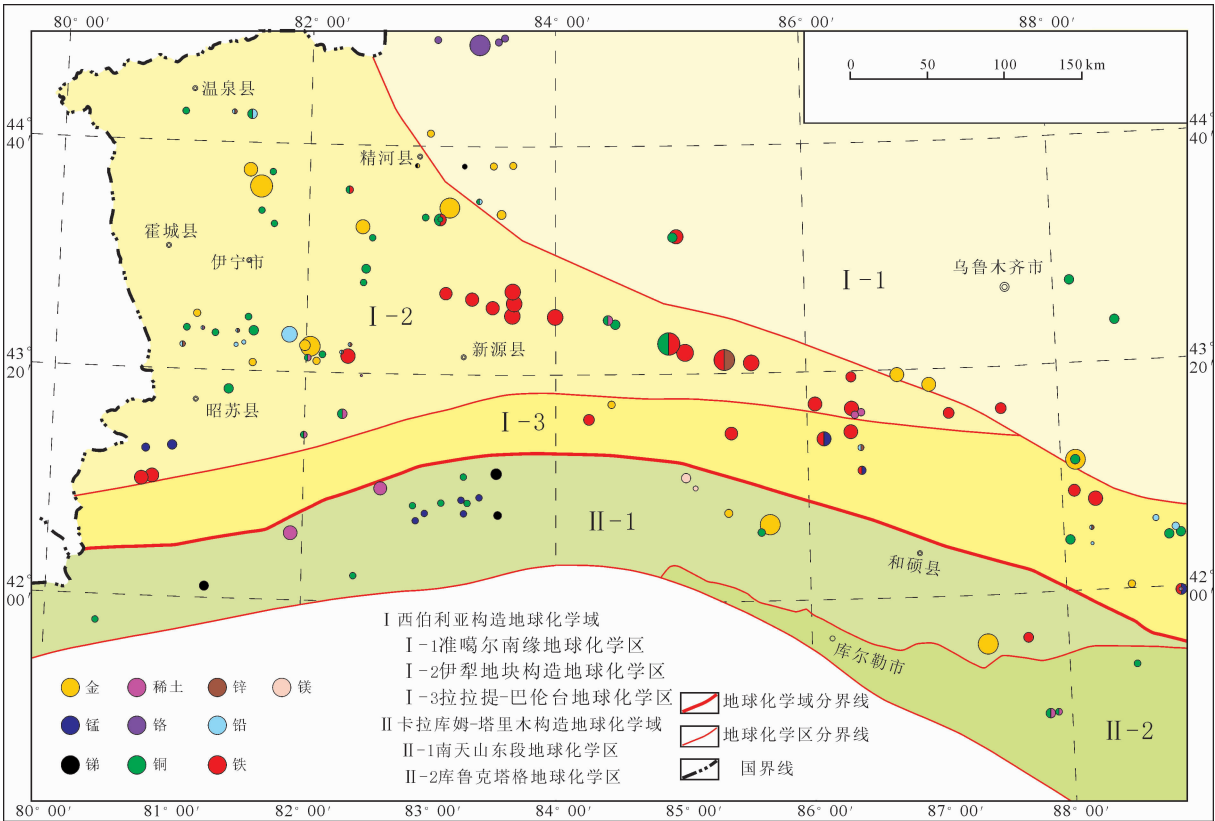 80° 00′ 82° 00′ 84° 00′ 86° 00′ 88° 00′
0 50 100 150 km
温泉县
44° 40′
44° 40′
精河县
霍城县
伊宁市
乌鲁木齐市
I-1
I-2
新源县
43° 20′
43° 20′
昭苏县
I-3
II-1
和硕县
42° 00′
42° 00′
库尔勒市
II-2
I 西伯利亚构造地球化学域
I-1准噶尔南缘地球化学区
I-2伊犁地块构造地球化学区
I-3拉拉提-巴伦台地球化学区
II卡拉库姆-塔里木构造地球化学域
II-1南天山东段地球化学区
II-2库鲁克塔格地球化学区
金 稀土 锌 镁
锰 铬 铅
锑 铜 铁
地球化学域分界线
地球化学区分界线
国界线
80° 00′ 81° 00′ 82° 00′ 83° 00′ 84° 00′ 85° 00′ 86° 00′ 87° 00′ 88° 00′